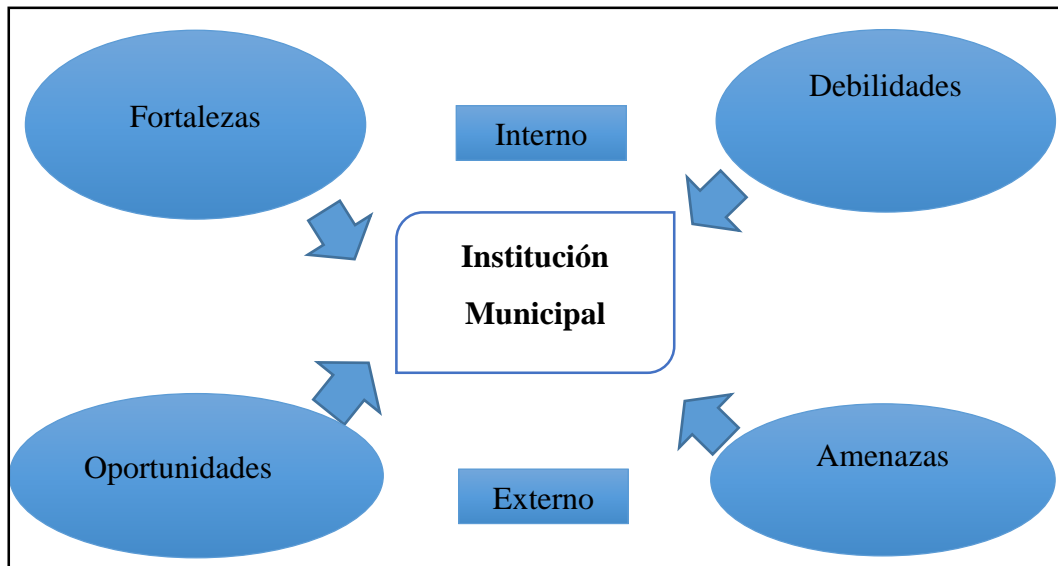 Fortalezas
Debilidades
Interno
Institución
Municipal
Oportunidades
Amenazas
Externo